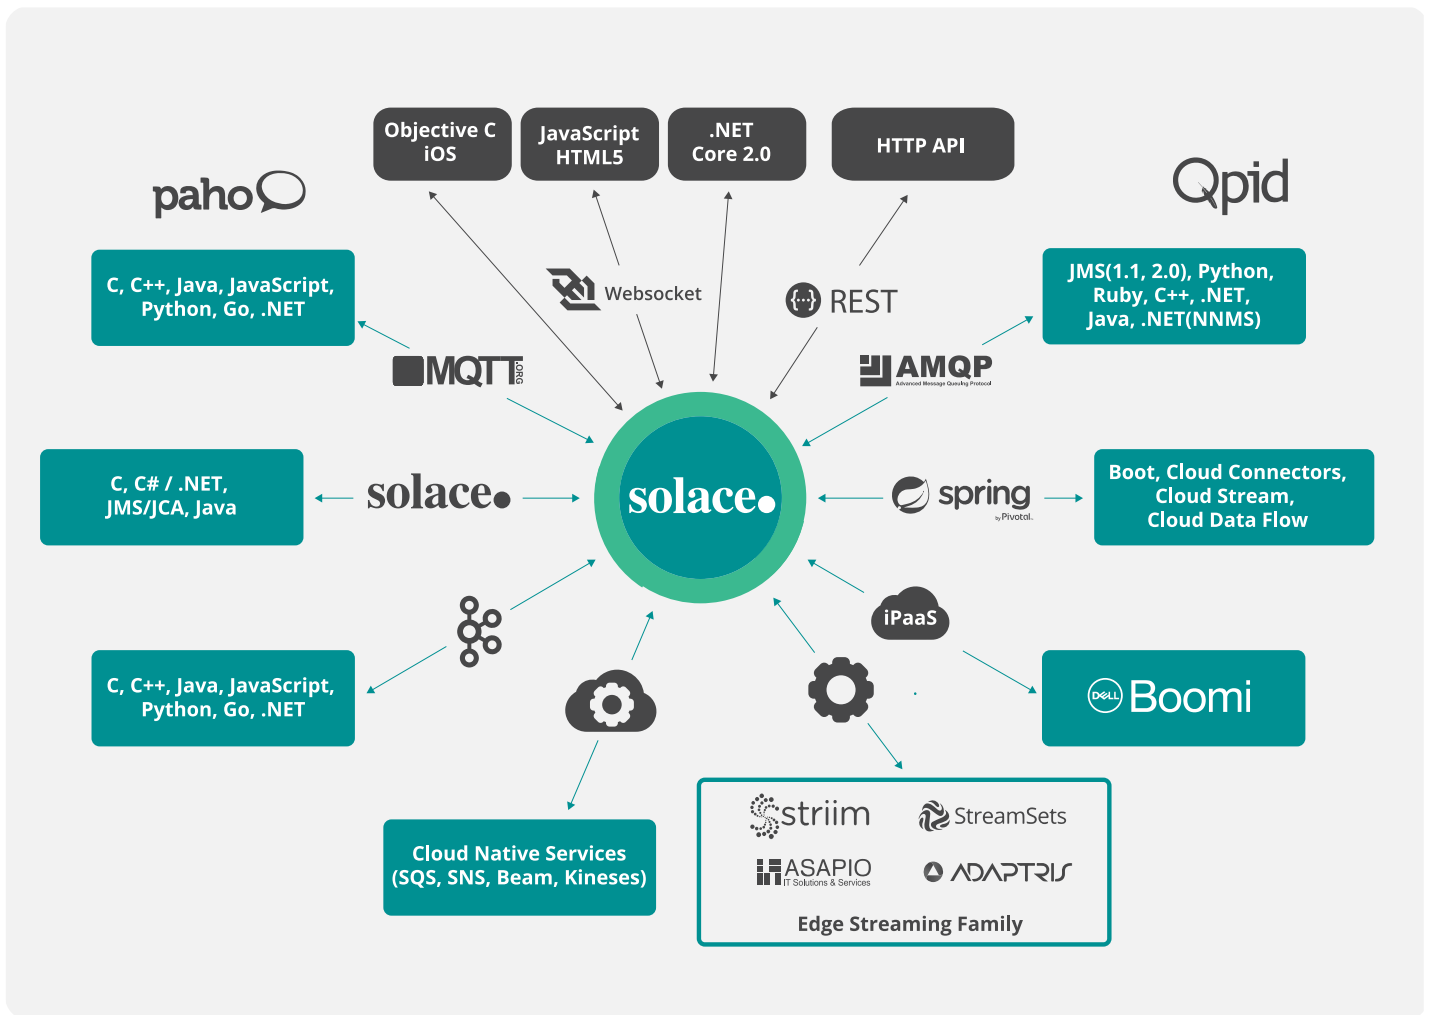 Objective C
iOS
JavaScript
HTML5
.NET
Core 2.0
HTTP API
paho
Qpid
C, C++, Java, JavaScript,
Python, Go, .NET
JMS(1.1, 2.0), Python,
Ruby, C++, .NET,
Java, .NET(NNMS)
Websocket
REST
MQTT.ORG
AMQP
Advanced Message Queuing Protocol
C, C# / .NET,
JMS/JCA, Java
solace.
solace.
spring
by Pivotal.
Boot, Cloud Connectors,
Cloud Stream,
Cloud Data Flow
iPaaS
C, C++, Java, JavaScript,
Python, Go, .NET
DELL Boomi
Cloud Native Services
(SQS, SNS, Beam, Kineses)
striim
StreamSets
ASAPIO
IT Solutions & Services
ADAPTRIS
Edge Streaming Family